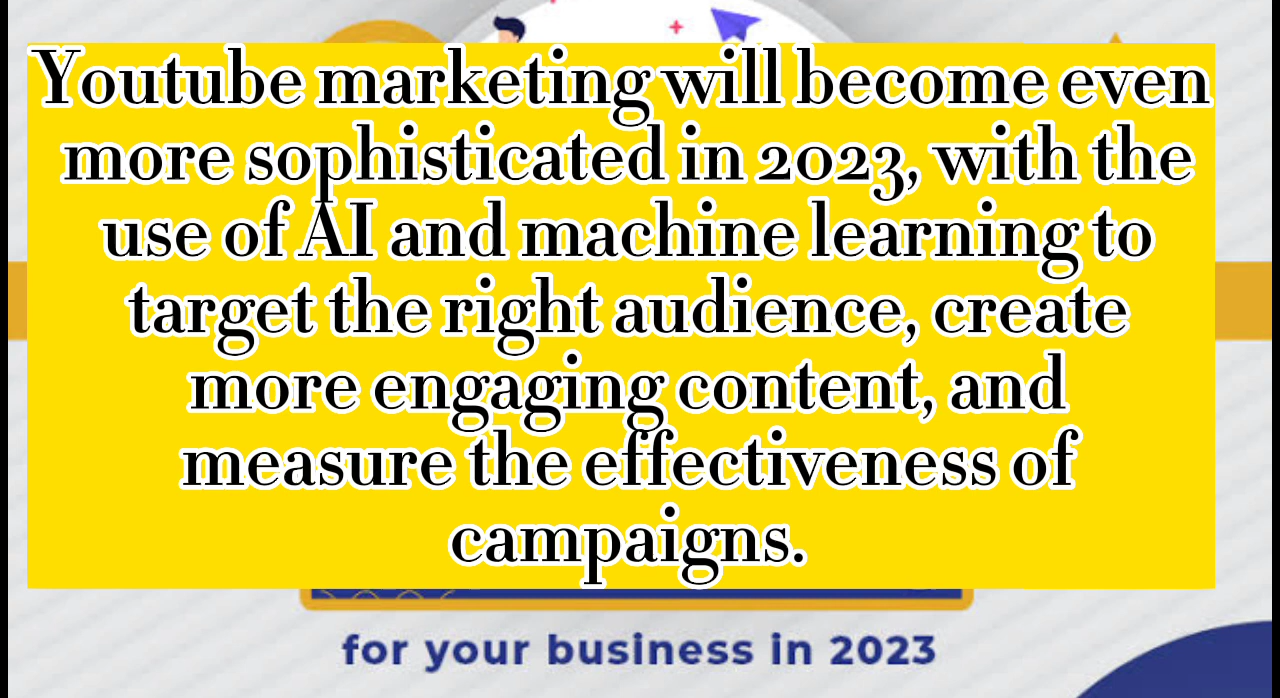 Youtube marketing will become even
more sophisticated in 2023, with the
use of AI and machine learning to
target the right audience, create
more engaging content, and
measure the effectiveness of
campaigns.
for your business in 2023